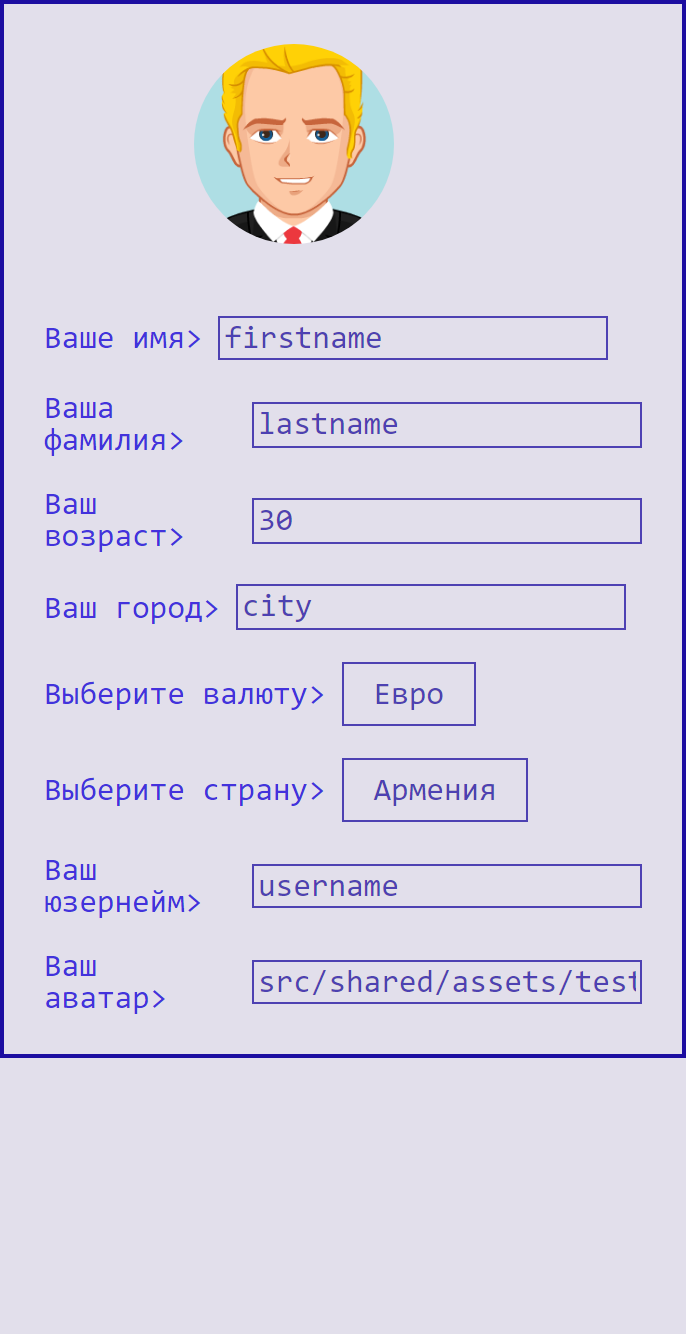 Ваше имя> firstname
Ваша
фамилия> lastname
Ваш
возраст> 30
Ваш город> city
Выберите валюту> Евро
Выберите страну> Армения
Ваш
юзернейм> username
Ваш
аватар> src/shared/assets/test